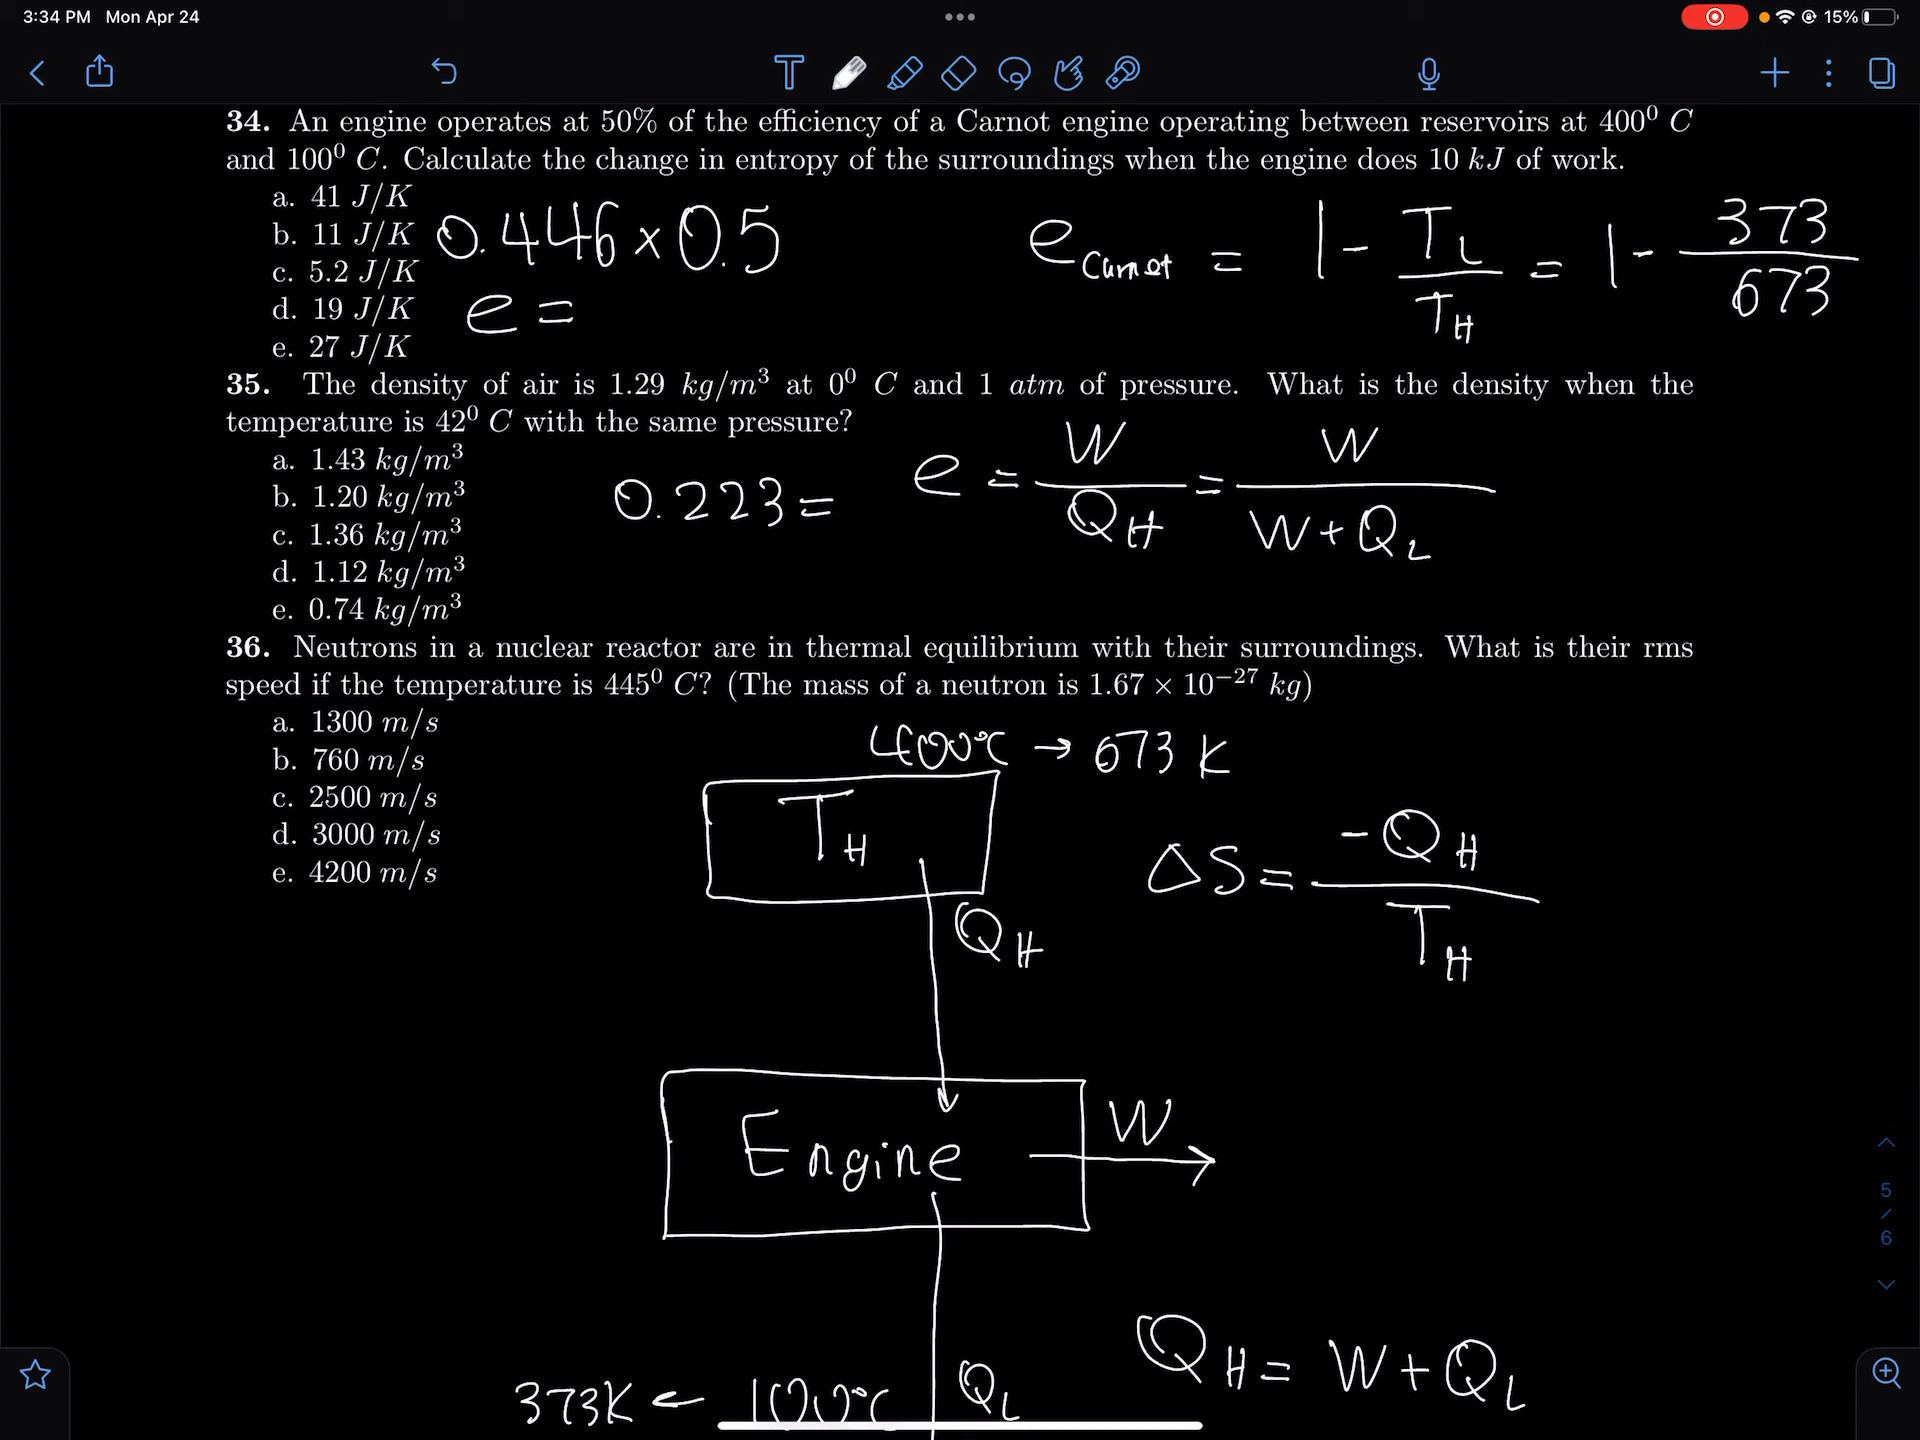 3:34 PM Mon Apr 24
15%
34. An engine operates at 50% of the efficiency of a Carnot engine operating between reservoirs at 400⁰ C
and 100⁰ C. Calculate the change in entropy of the surroundings when the engine does 10 kJ of work.
a. 41 J/K
b. 11 J/K
c. 5.2 J/K
d. 19 J/K
e. 27 J/K
0.446 × 0.5
e =
e Carnot = 1 - T_L / T_H = 1 - 373 / 673
35. The density of air is 1.29 kg/m³ at 0⁰ C and 1 atm of pressure. What is the density when the
temperature is 42⁰ C with the same pressure?
a. 1.43 kg/m³
b. 1.20 kg/m³
c. 1.36 kg/m³
d. 1.12 kg/m³
e. 0.74 kg/m³
0.223 =
e = W / Q_H = W / W + Q_L
36. Neutrons in a nuclear reactor are in thermal equilibrium with their surroundings. What is their rms
speed if the temperature is 445⁰ C? (The mass of a neutron is 1.67 × 10⁻²⁷ kg)
a. 1300 m/s
b. 760 m/s
c. 2500 m/s
d. 3000 m/s
e. 4200 m/s
400°C → 673 K
T_H
Q_H
ΔS = -Q_H / T_H
Engine
W
5
/
6
Q_H = W + Q_L
373K ← 100°C
Q_L